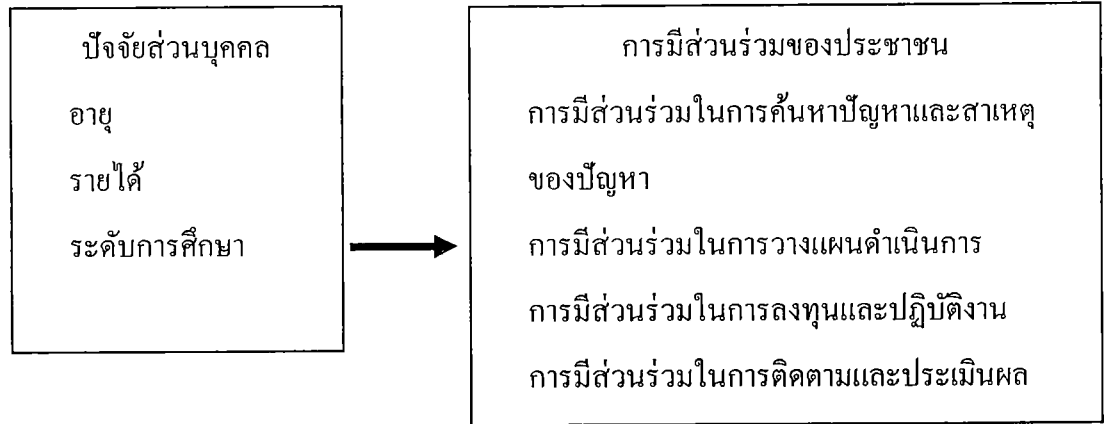 ปัจจัยส่วนบุคคล
อายุ
รายได้
ระดับการศึกษา
การมีส่วนร่วมของประชาชน
การมีส่วนร่วมในการค้นหาปัญหาและสาเหตุ
ของปัญหา
การมีส่วนร่วมในการวางแผนดำเนินการ
การมีส่วนร่วมในการลงทุนและปฏิบัติงาน
การมีส่วนร่วมในการติดตามและประเมินผล